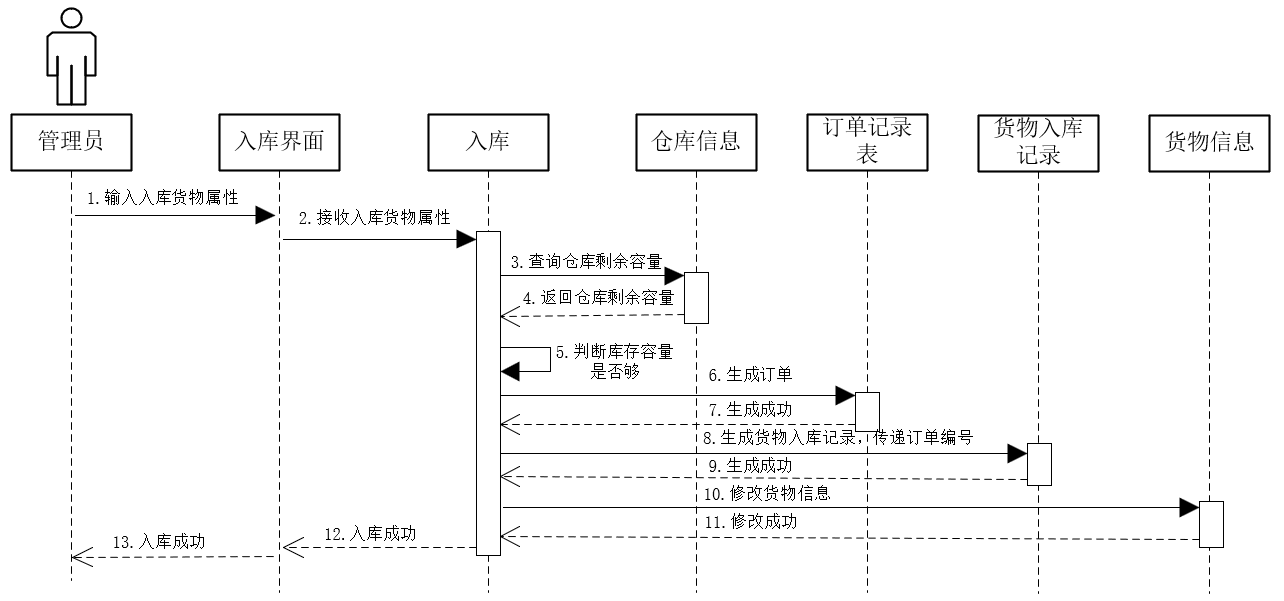 管理员
入库界面
入库
仓库信息
订单记录
表
货物入库
记录
货物信息
1.输入入库货物属性
2.接收入库货物属性
3.查询仓库剩余容量
4.返回仓库剩余容量
5.判断库存容量
是否够
6.生成订单
7.生成成功
8.生成货物入库记录，传递订单编号
9.生成成功
10.修改货物信息
11.修改成功
12.入库成功
13.入库成功